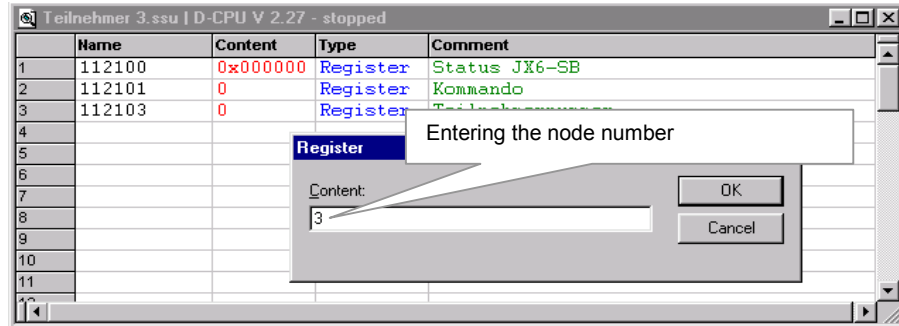 Teilnehmer 3.ssu | D-CPU V 2.27 - stopped
Name Content Type Comment
1 112100 0x000000 Register Status JX6-SB
2 112101 0 Register Kommando
3 112103 0 Register
4
Entering the node number
5
Register
6
7
Content:
OK
8
3
9
Cancel
10
11